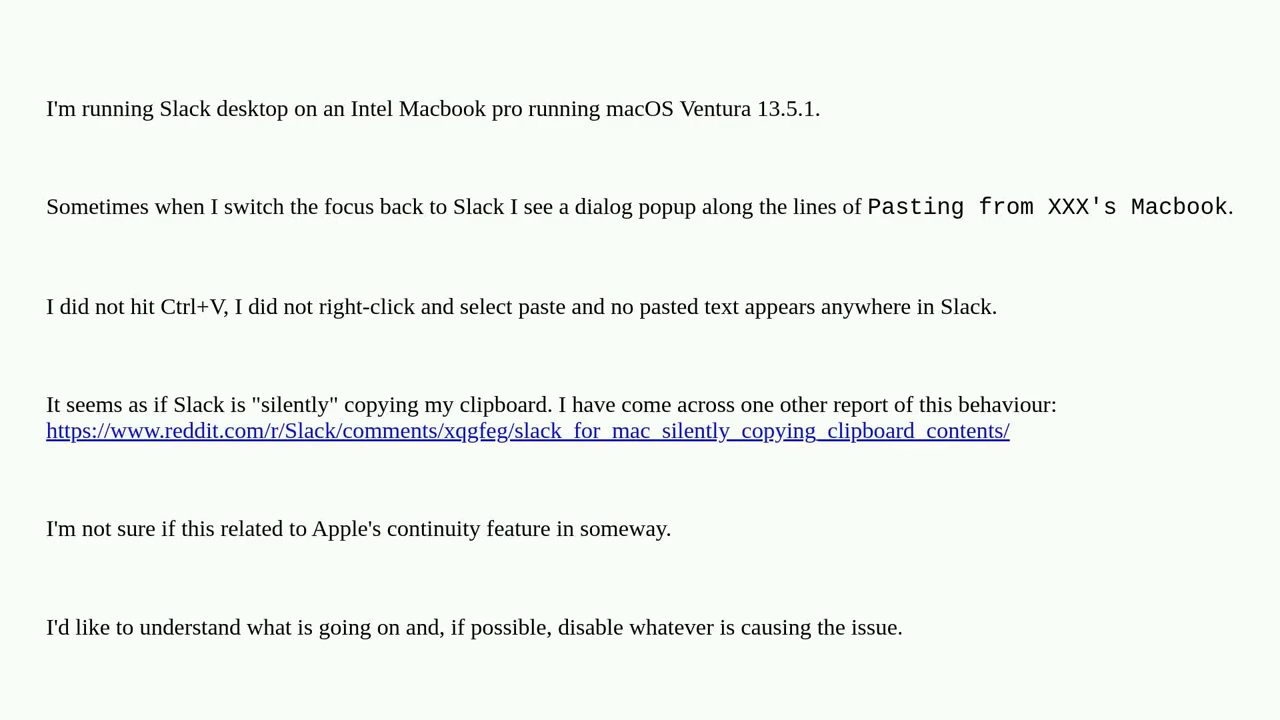 I'm running Slack desktop on an Intel Macbook pro running macOS Ventura 13.5.1.
Sometimes when I switch the focus back to Slack I see a dialog popup along the lines of Pasting from XXX's Macbook.
I did not hit Ctrl+V, I did not right-click and select paste and no pasted text appears anywhere in Slack.
It seems as if Slack is "silently" copying my clipboard. I have come across one other report of this behaviour:
https://www.reddit.com/r/Slack/comments/xqgfeg/slack_for_mac_silently_copying_clipboard_contents/
I'm not sure if this related to Apple's continuity feature in someway.
I'd like to understand what is going on and, if possible, disable whatever is causing the issue.